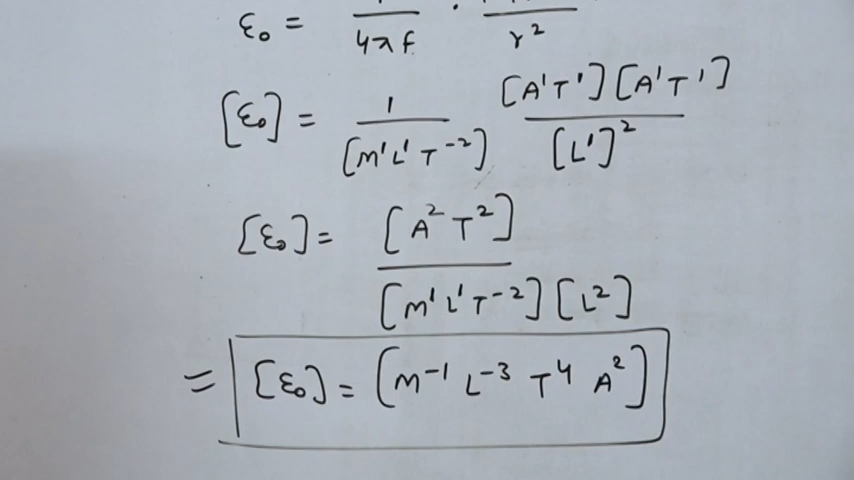 ε₀ = 1/4πF · /r²
[ε₀] = 1/[M¹L¹T⁻²] [A¹T¹][A¹T¹]/[L¹]²
[ε₀] = [A²T²]/[M¹L¹T⁻²][L²]
= [ε₀] = [M⁻¹ L⁻³ T⁴ A²]